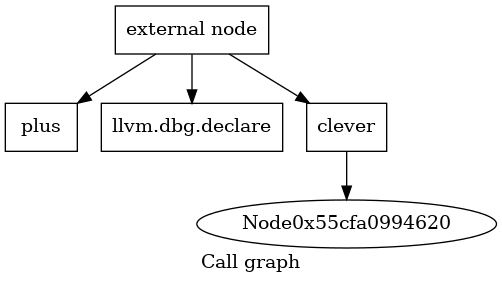 external node
plus
llvm.dbg.declare
clever
Node0x55cfa0994620
Call graph